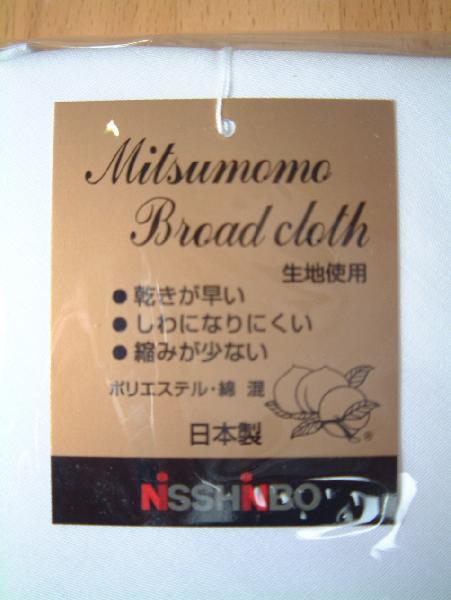 Mitsumomo
Broad cloth
生地使用
● 乾きが早い
● しわになりにくい
● 縮みが少ない
ポリエステル・綿 混
日本製
®
NiSSHiNBO